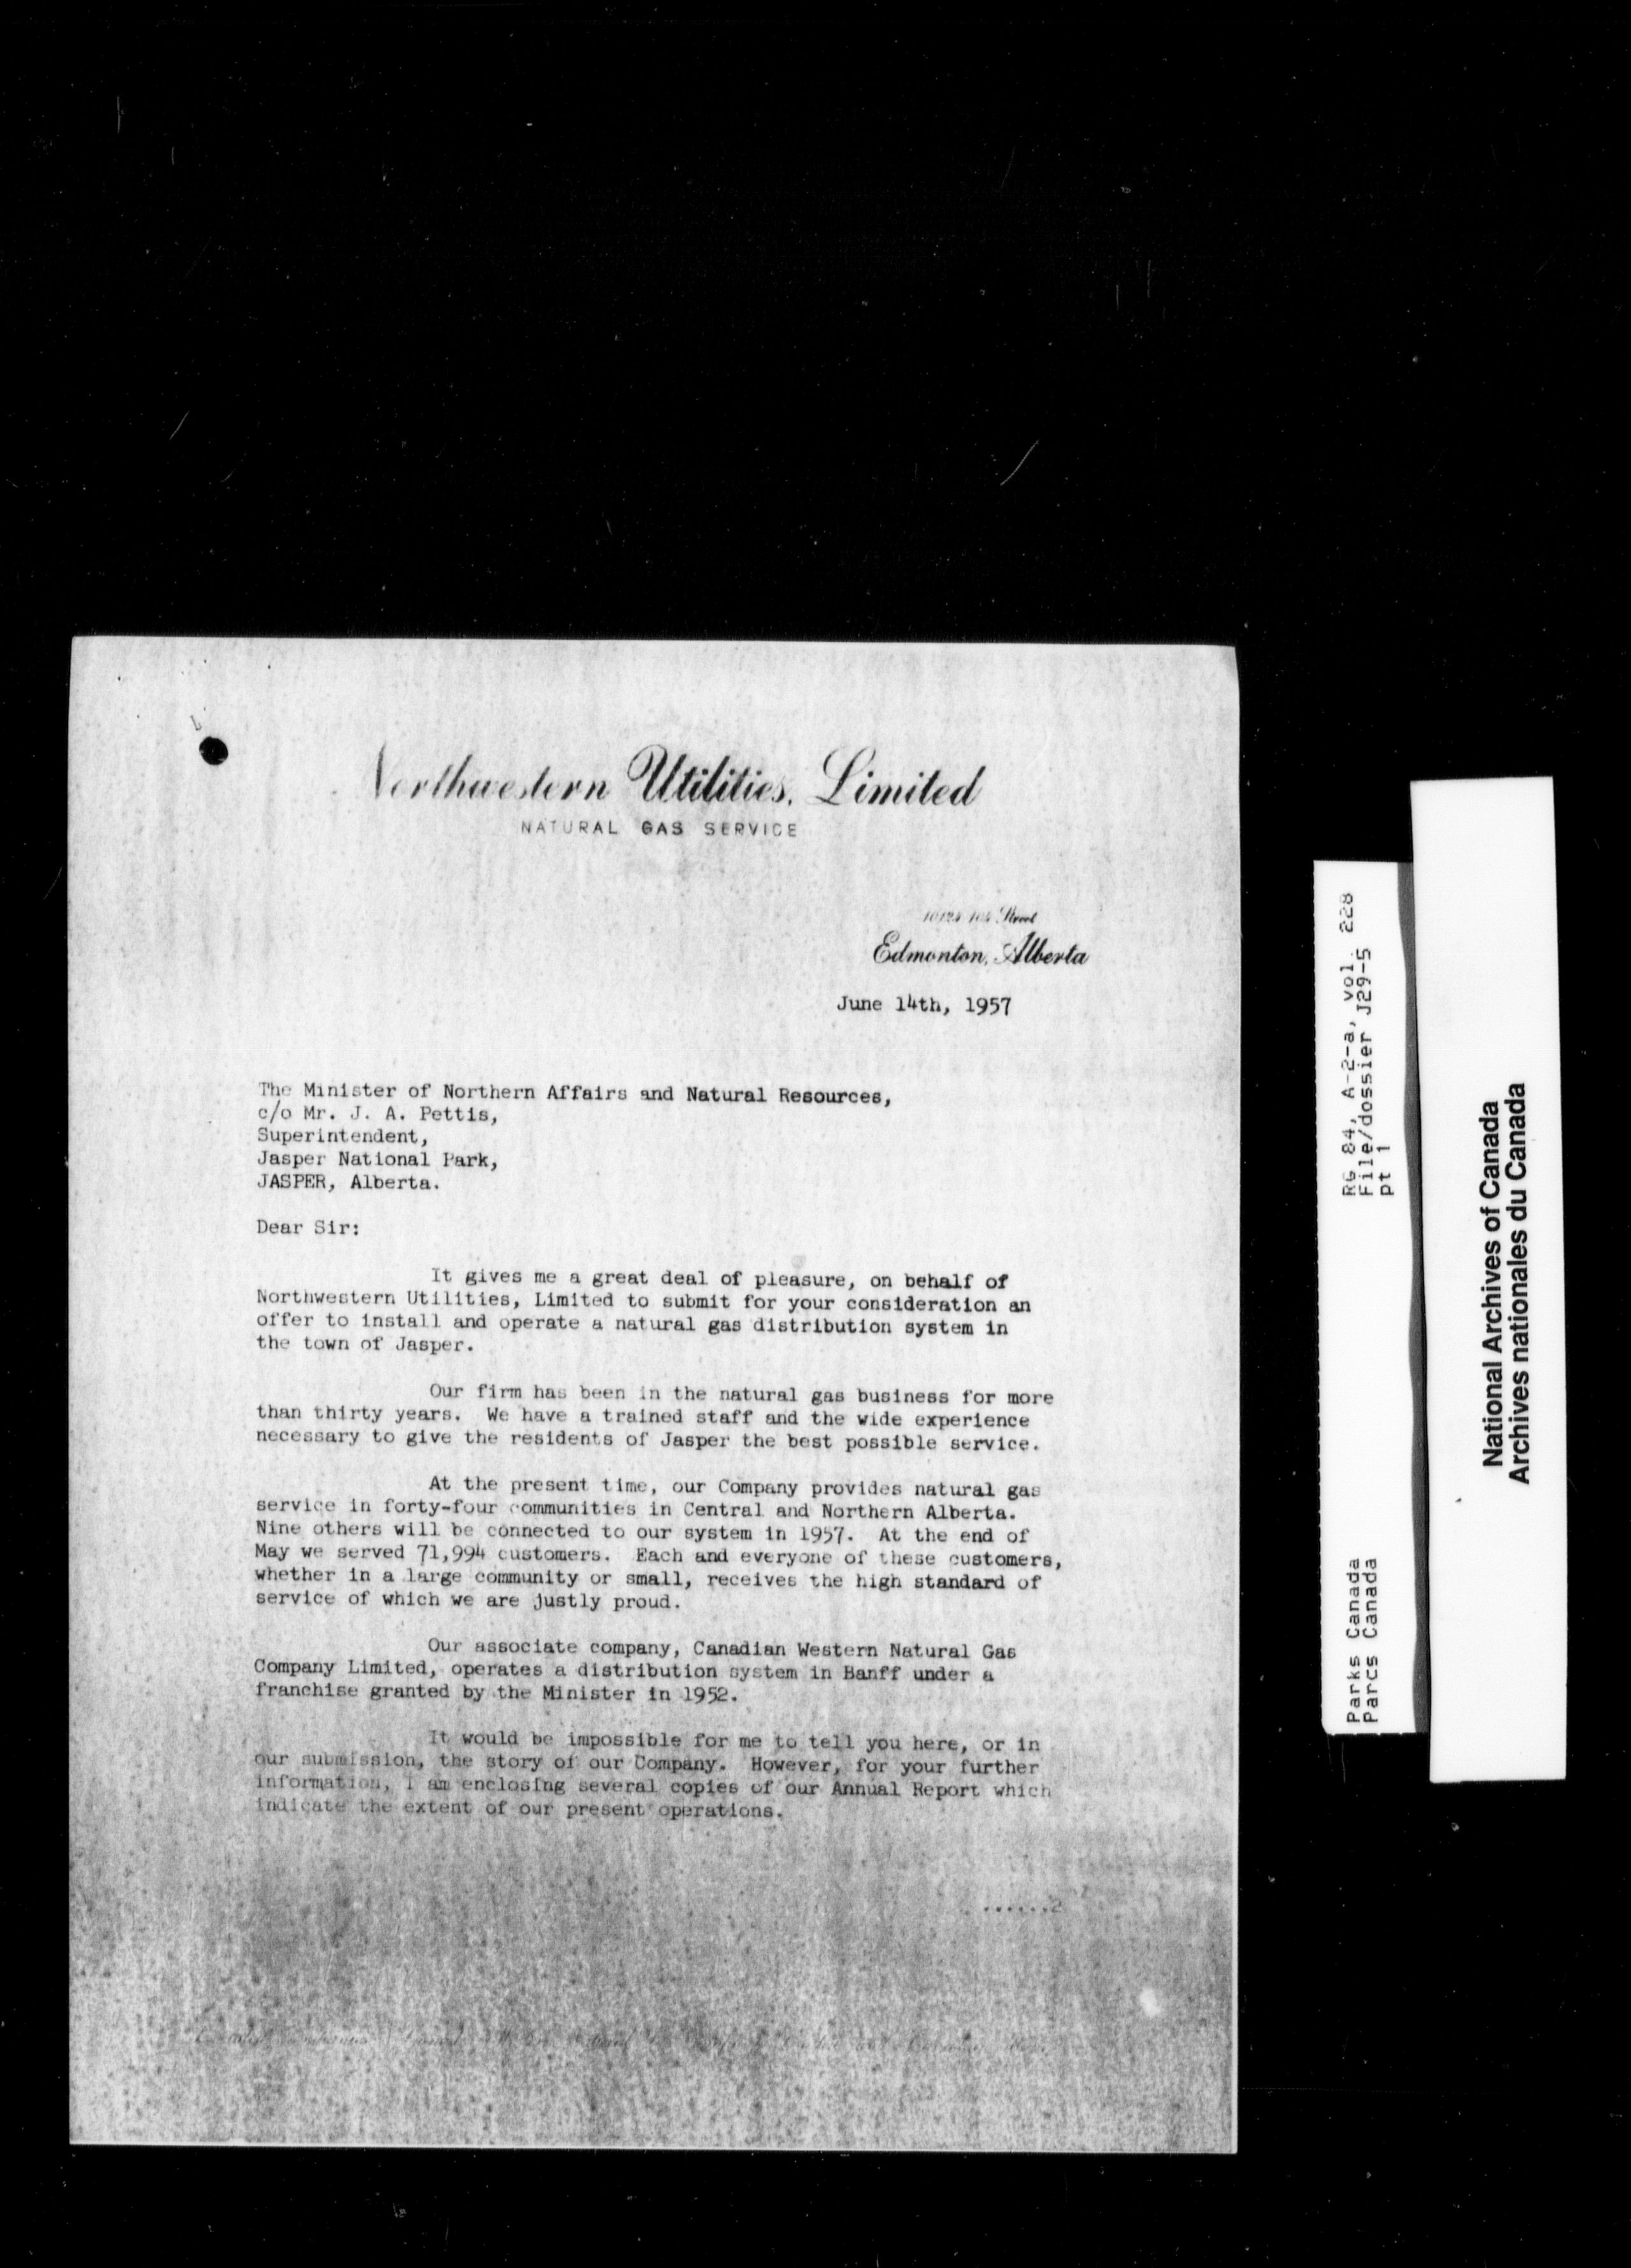 Northwestern Utilities, Limited
NATURAL GAS SERVICE
Street
Edmonton, Alberta
June 14th, 1957
The Minister of Northern Affairs and Natural Resources,
c/o Mr. J. A. Pettis,
Superintendent,
Jasper National Park,
JASPER, Alberta.
Dear Sir:
It gives me a great deal of pleasure, on behalf of
Northwestern Utilities, Limited to submit for your consideration an
offer to install and operate a natural gas distribution system in
the town of Jasper.
Our firm has been in the natural gas business for more
than thirty years. We have a trained staff and the wide experience
necessary to give the residents of Jasper the best possible service.
At the present time, our Company provides natural gas
service in forty-four communities in Central and Northern Alberta.
Nine others will be connected to our system in 1957. At the end of
May we served 71,994 customers. Each and everyone of these customers,
whether in a large community or small, receives the high standard of
service of which we are justly proud.
Our associate company, Canadian Western Natural Gas
Company Limited, operates a distribution system in Banff under a
franchise granted by the Minister in 1952.
It would be impossible for me to tell you here, or in
our submission, the story of our Company. However, for your further
information, I am enclosing several copies of our Annual Report which
indicate the extent of our present operations.
......2
RG 84, A-2-a, vol. 228
File/dossier J29-5
pt 1
Parks Canada
Parcs Canada
National Archives of Canada
Archives nationales du Canada